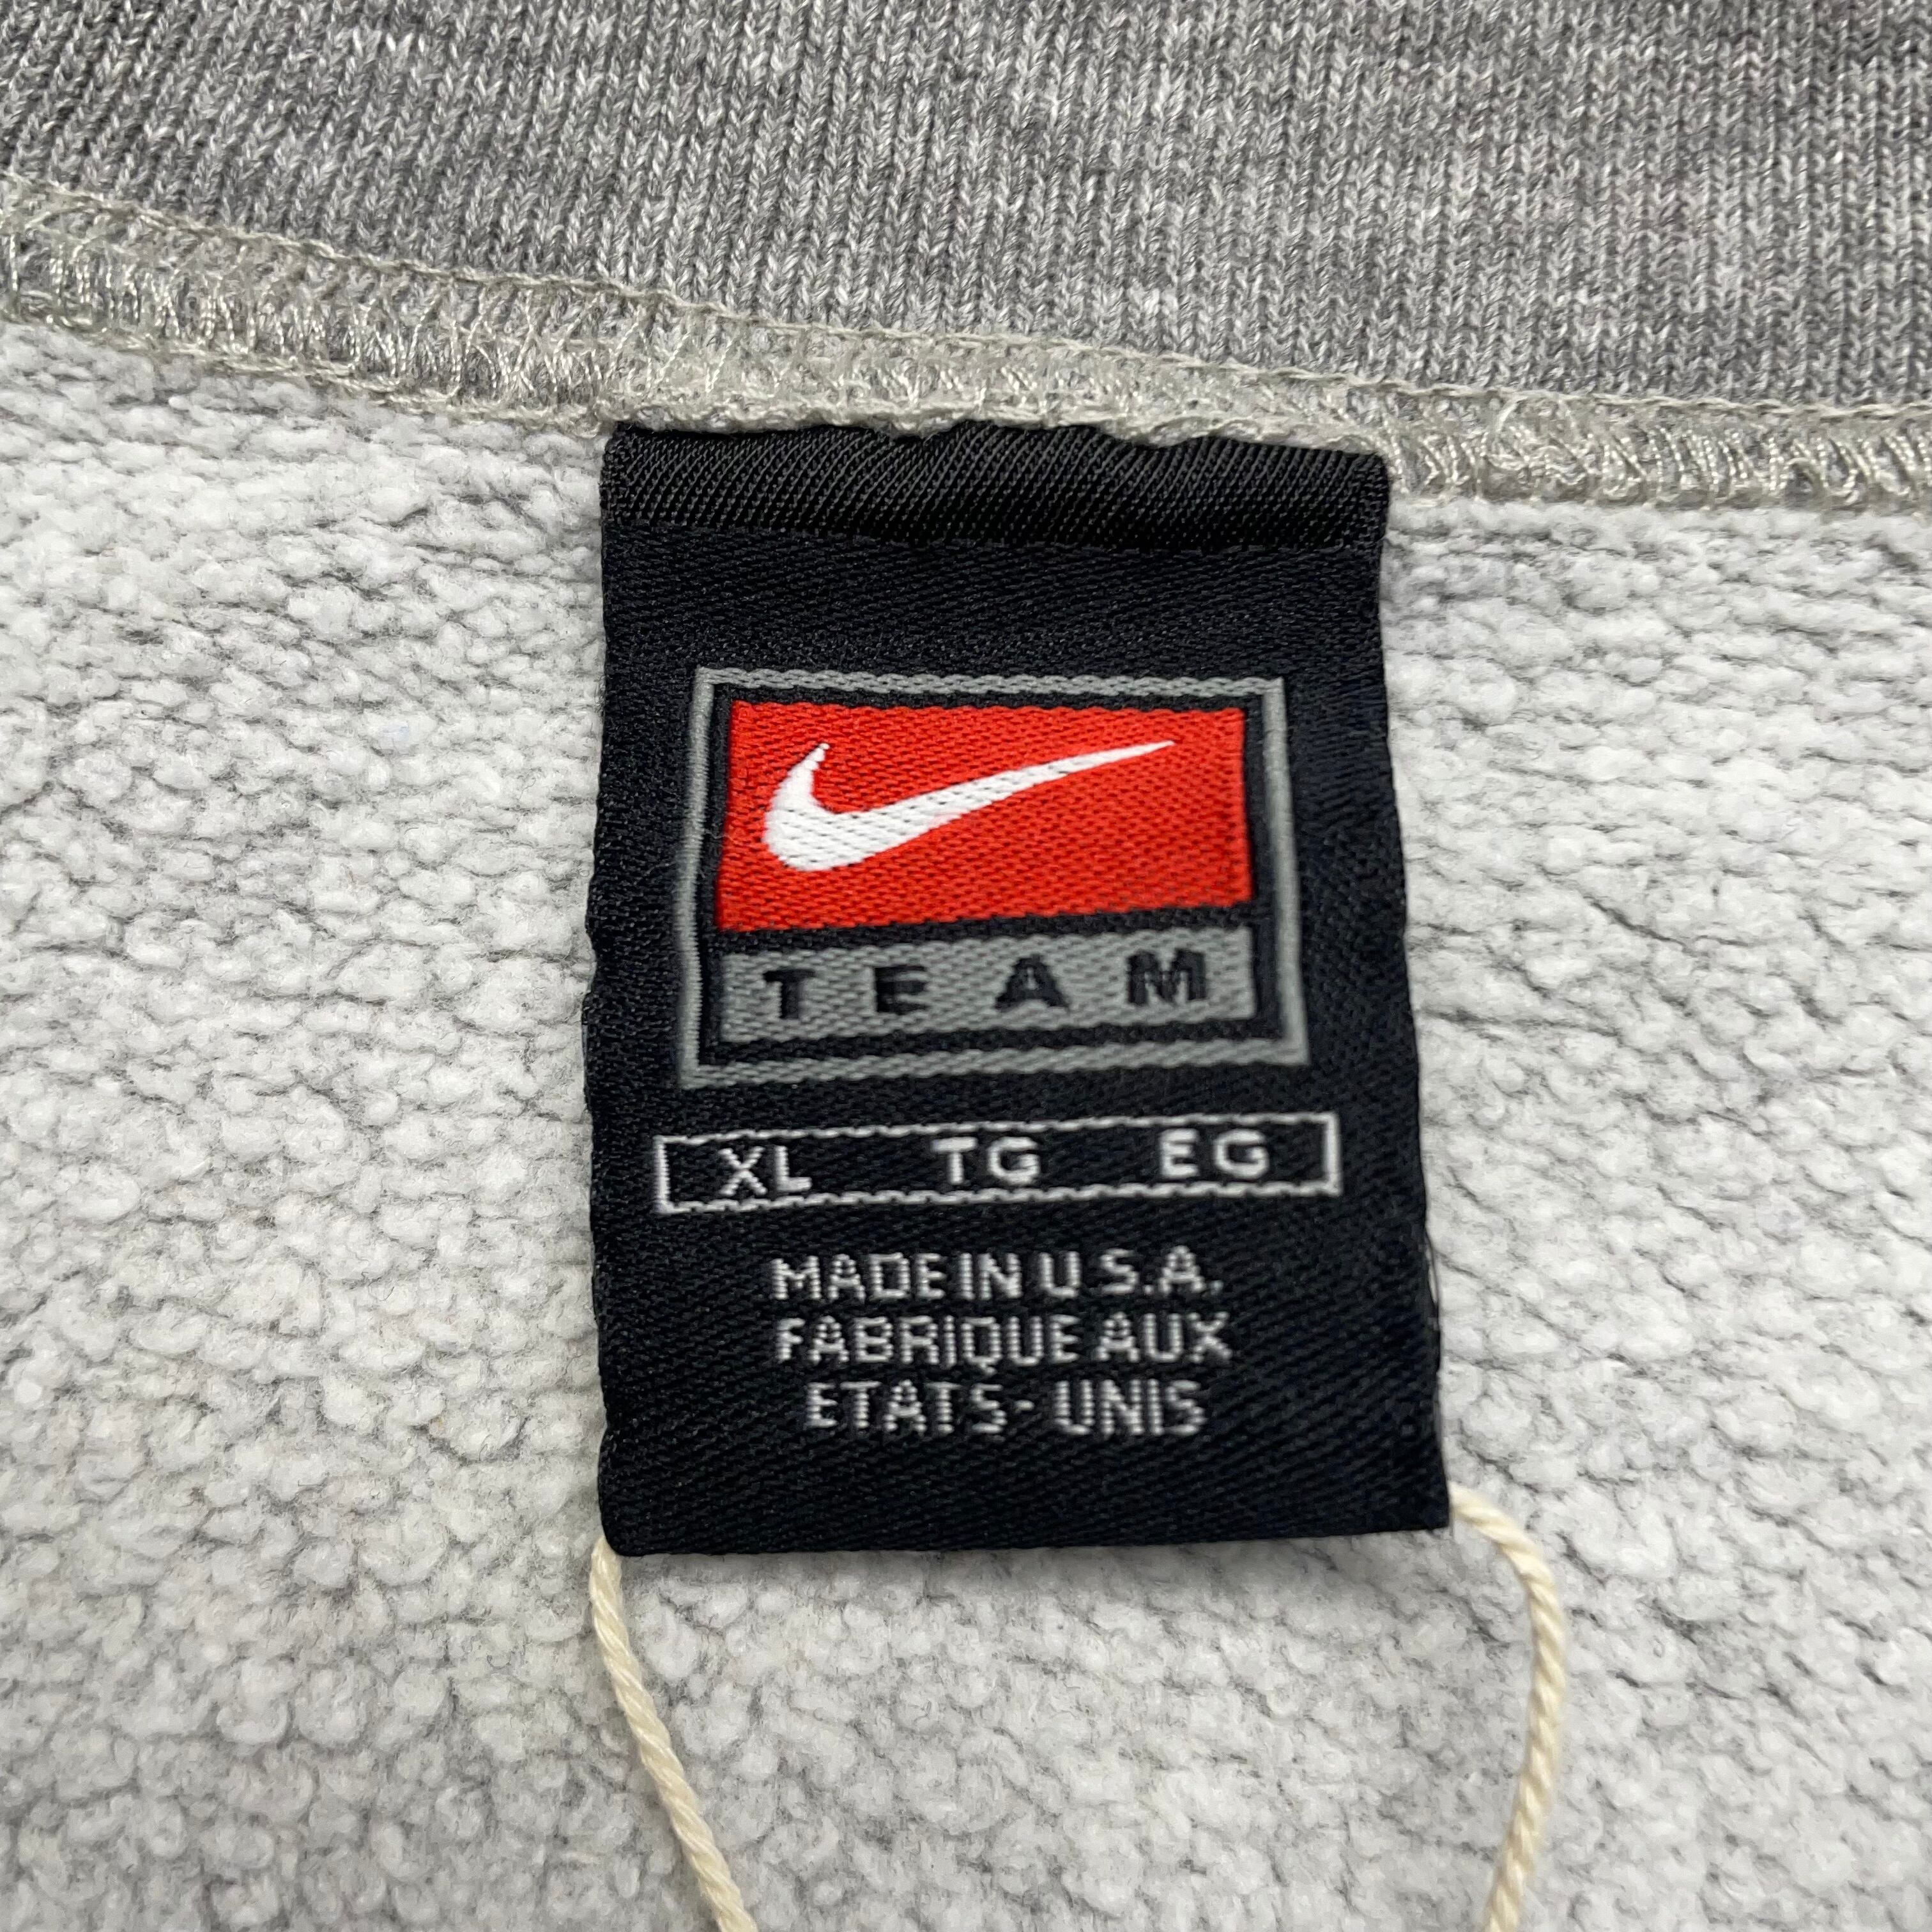 TEAM
XL TG EG
MADE IN U.S.A.
FABRIQUE AUX
ETATS-UNIS